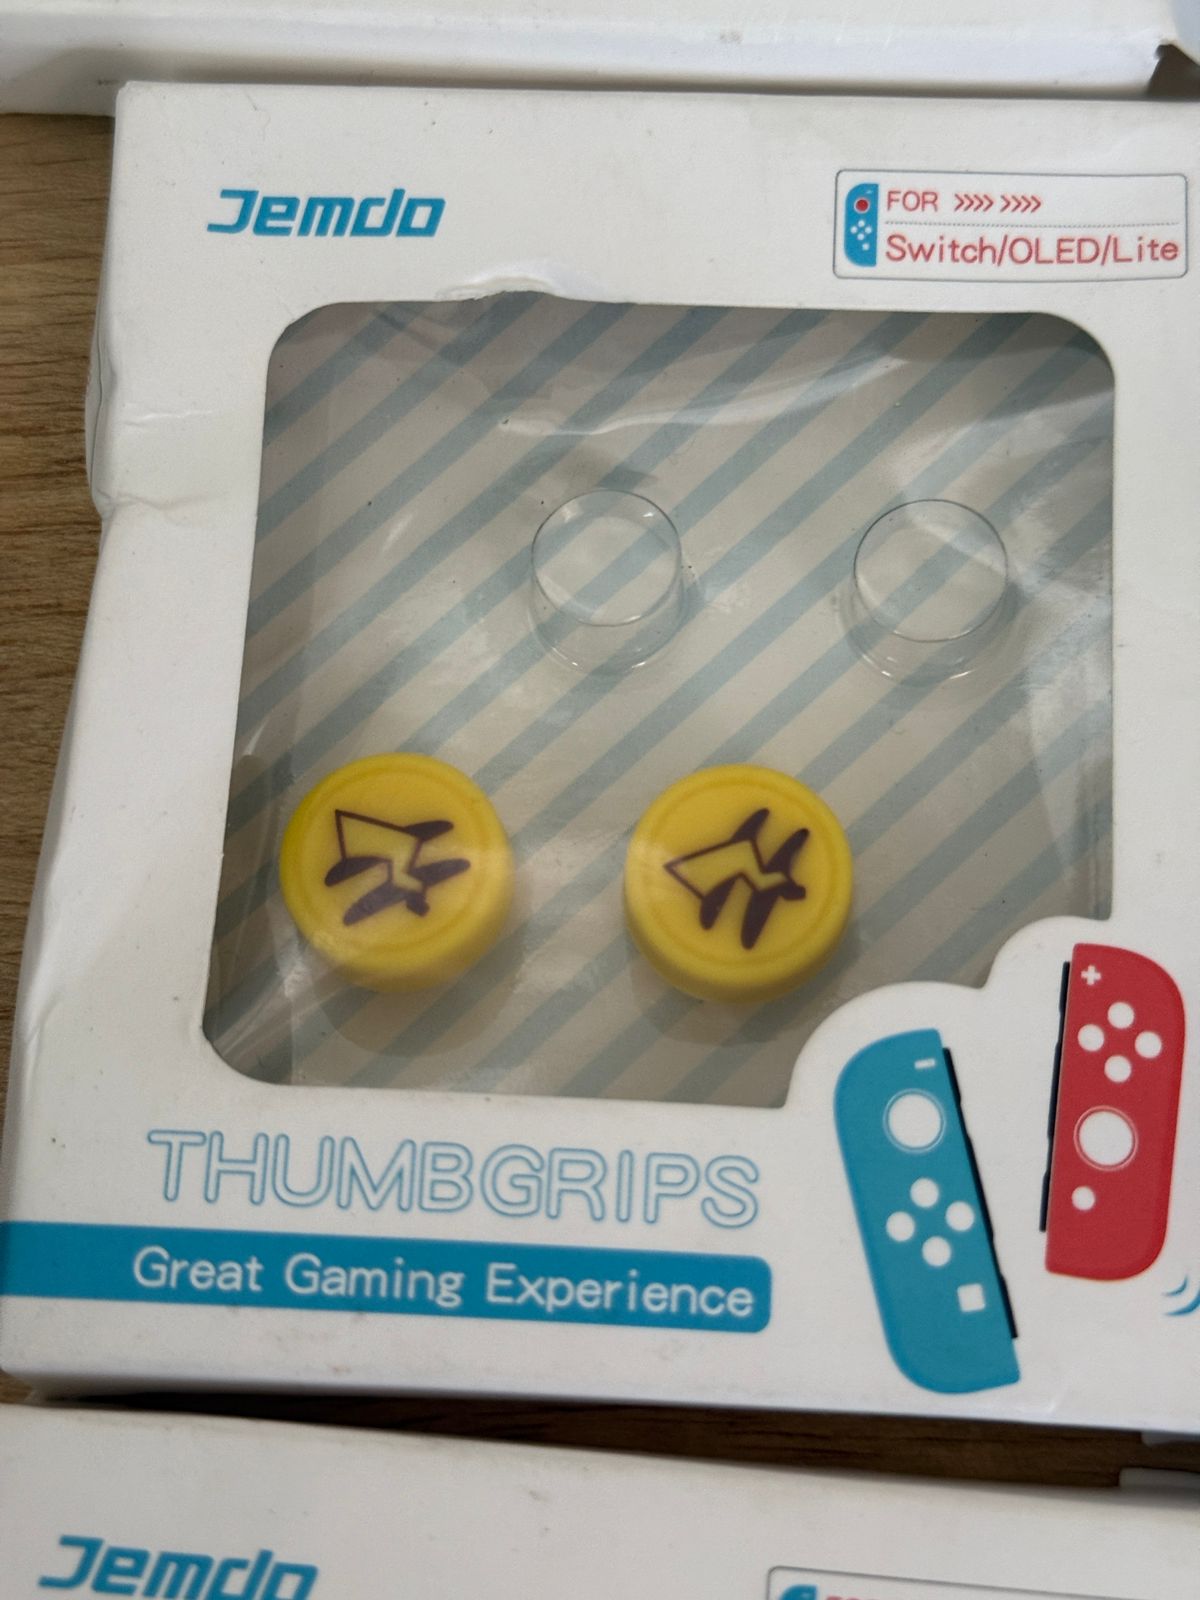 Jemdo
FOR »»» »»»
Switch/OLED/Lite
THUMBGRIPS
Great Gaming Experience
Jemdo